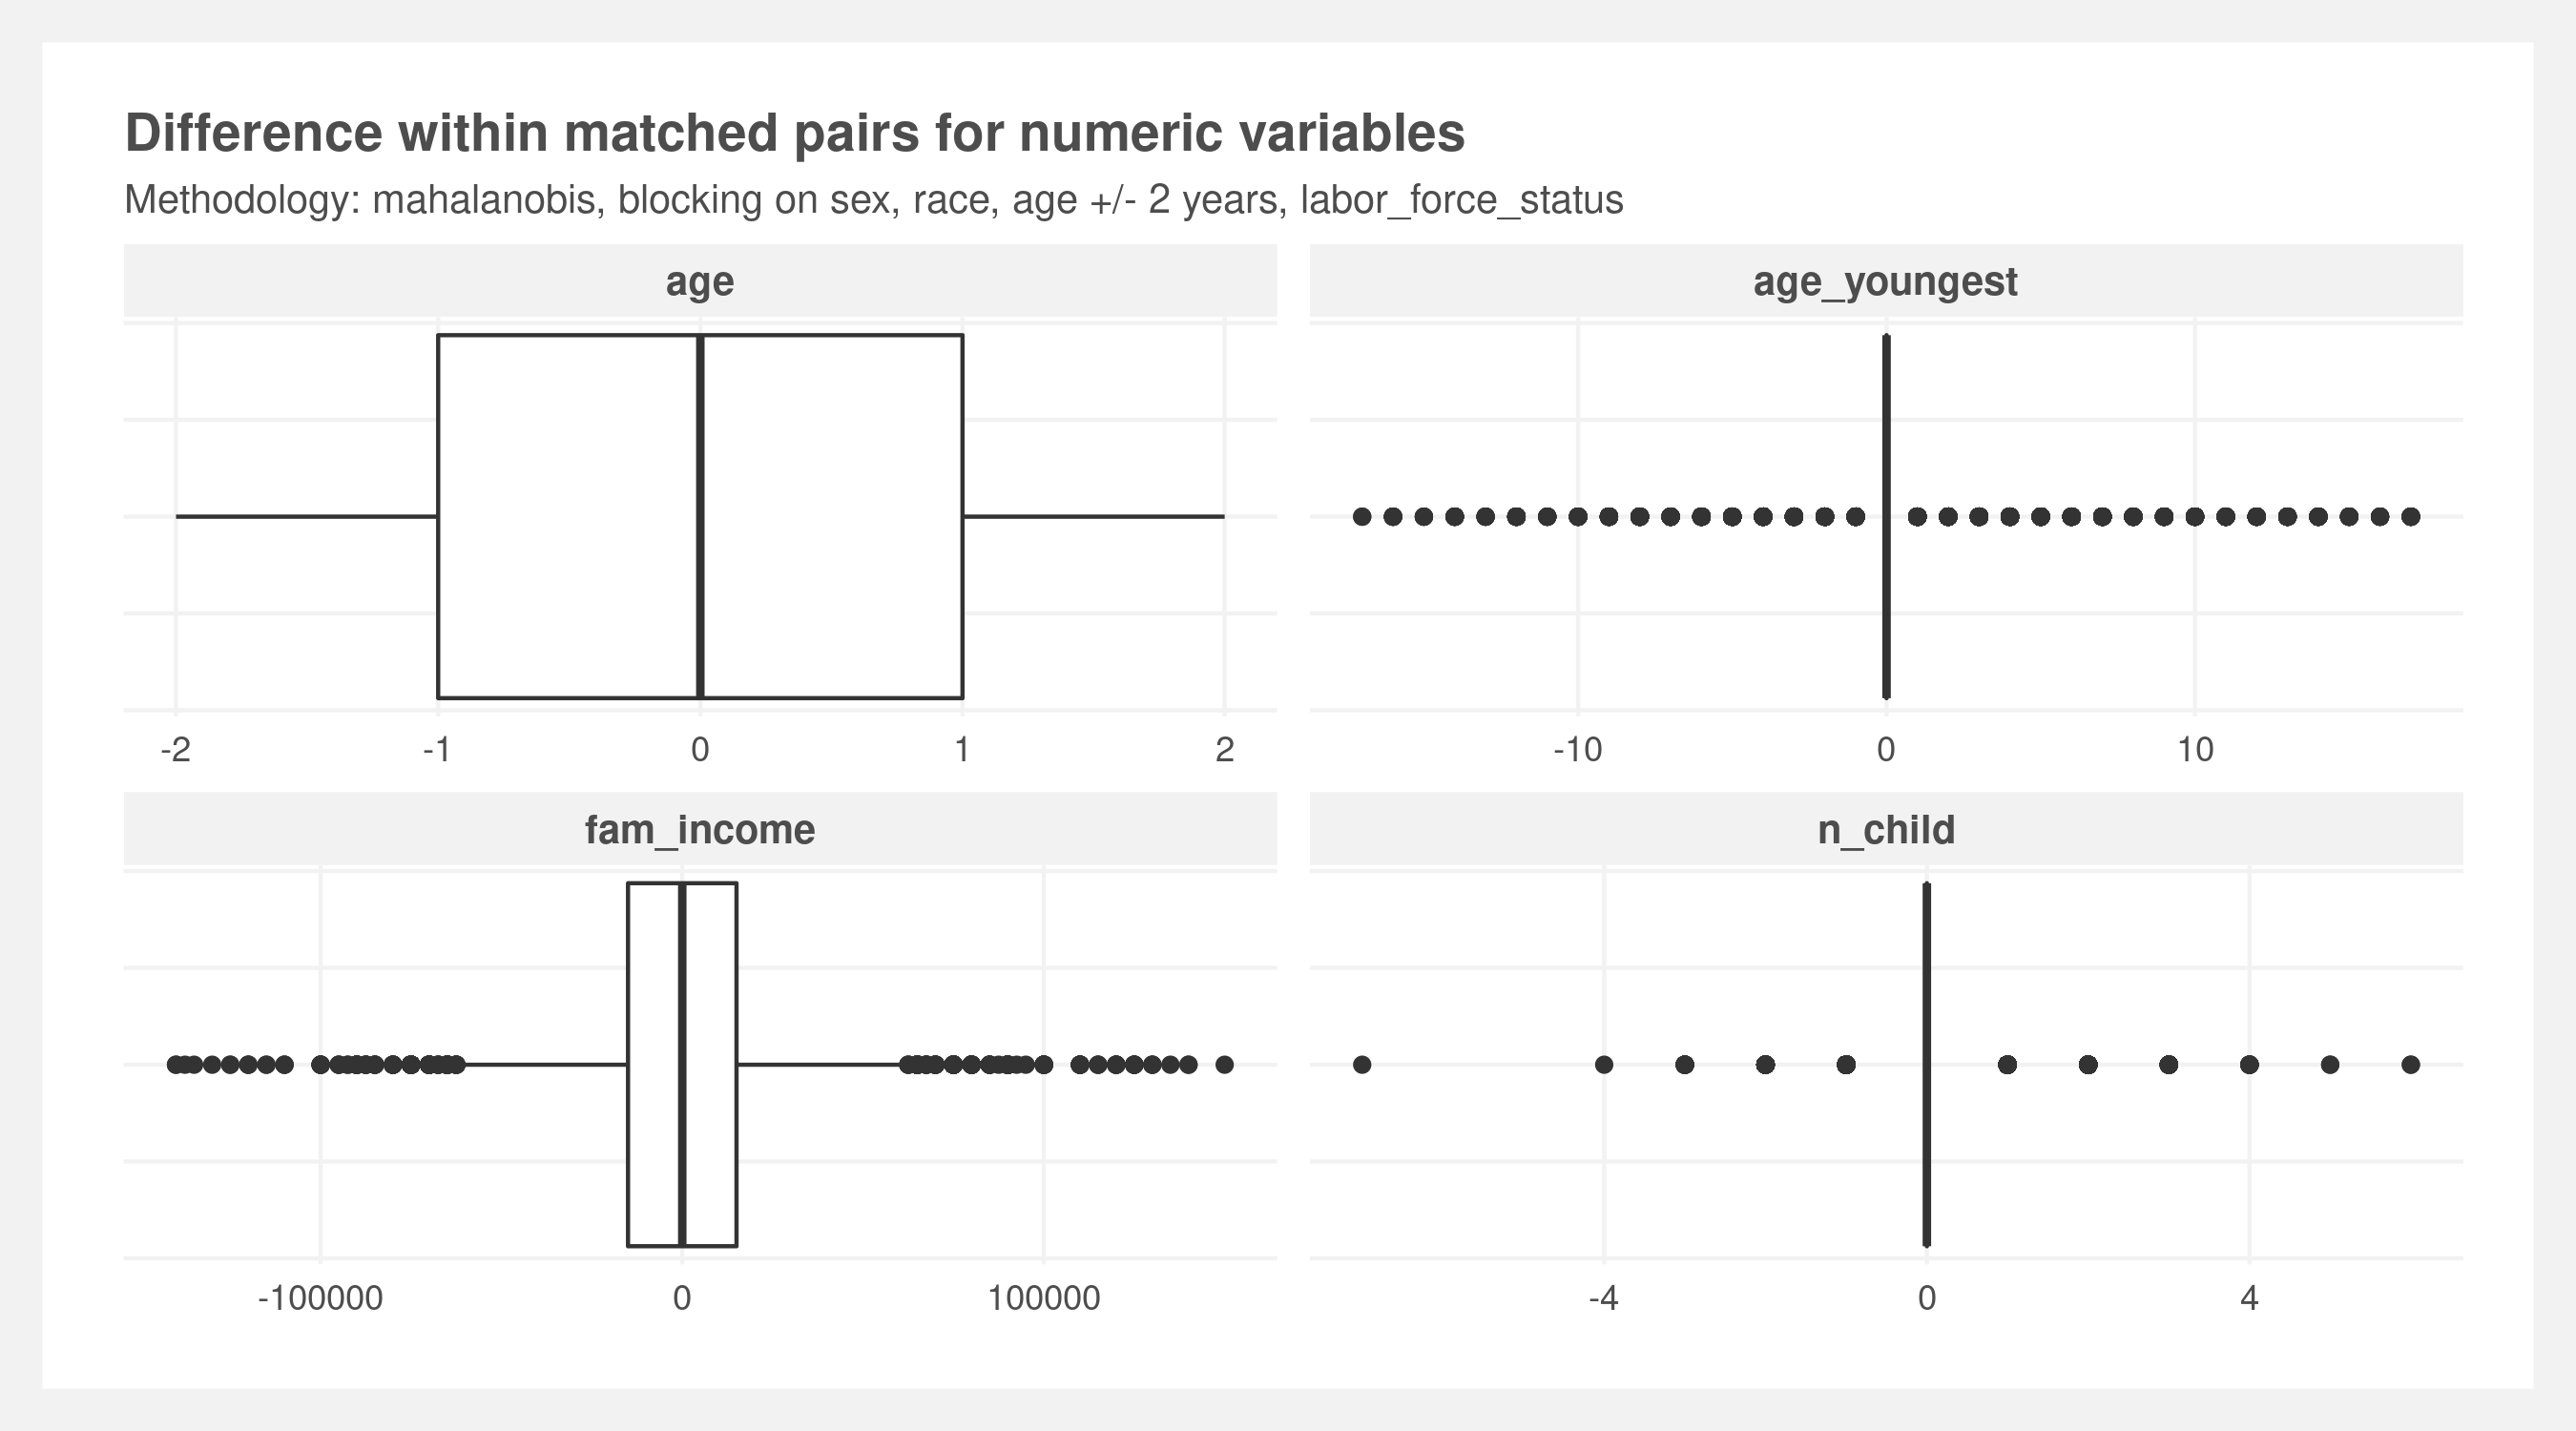 Difference within matched pairs for numeric variables
Methodology: mahalanobis, blocking on sex, race, age +/- 2 years, labor_force_status
age
-2 -1 0 1 2
age_youngest
-10 0 10
fam_income
-100000 0 100000
n_child
-4 0 4